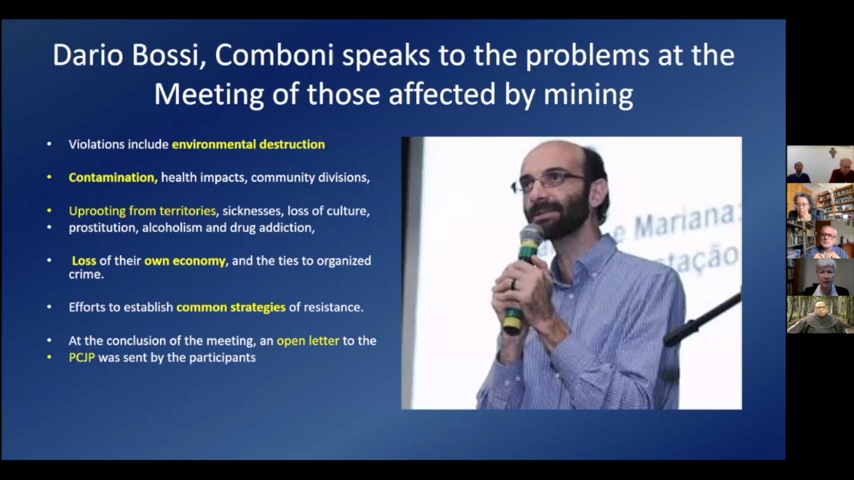 Dario Bossi, Comboni speaks to the problems at the
Meeting of those affected by mining
• Violations include environmental destruction
• Contamination, health impacts, community divisions,
• Uprooting from territories, sicknesses, loss of culture,
• prostitution, alcoholism and drug addiction,
• Loss of their own economy, and the ties to organized
crime.
• Efforts to establish common strategies of resistance.
• At the conclusion of the meeting, an open letter to the
• PCJP was sent by the participants
e Mariana:
stação